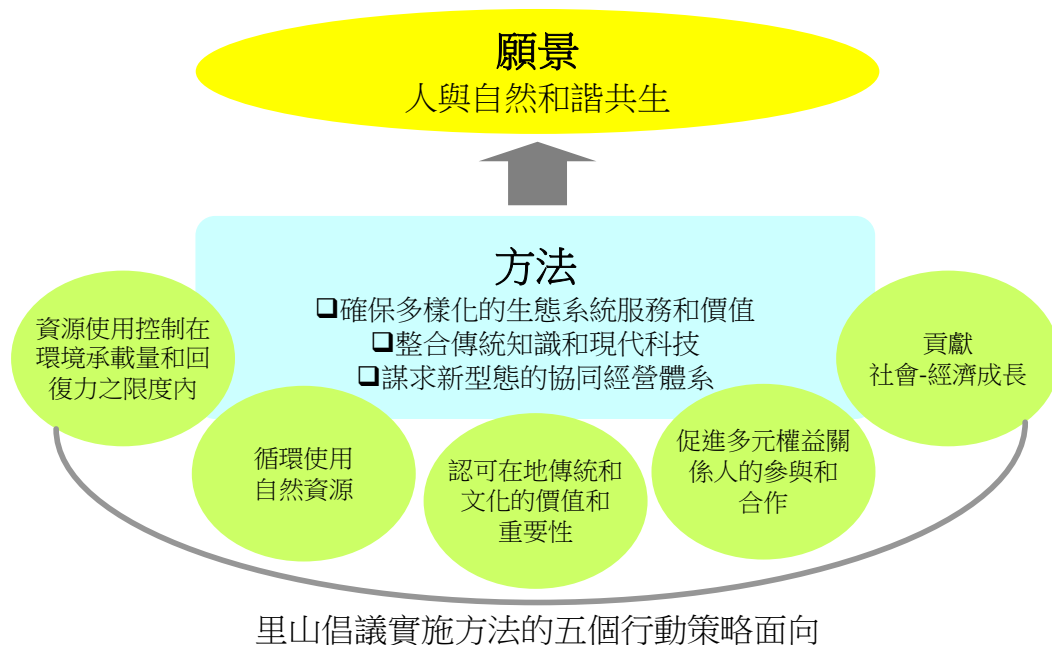 願景
人與自然和諧共生
方法
❑確保多樣化的生態系統服務和價值
❑整合傳統知識和現代科技
❑謀求新型態的協同經營體系
資源使用控制在
環境承載量和回
復力之限度內
循環使用
自然資源
認可在地傳統和
文化的價值和
重要性
促進多元權益關
係人的參與和
合作
貢獻
社會-經濟成長
里山倡議實施方法的五個行動策略面向